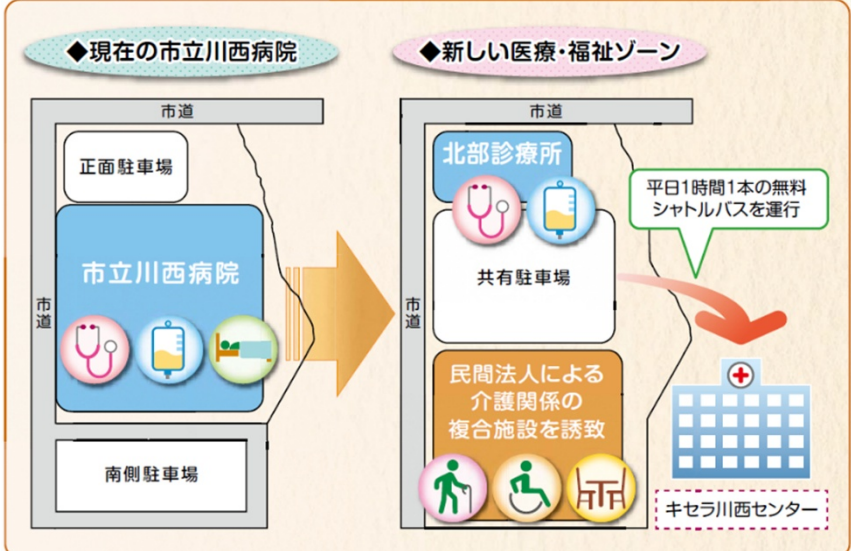 ◆現在の市立川西病院
市道
正面駐車場
市立川西病院
市道
南側駐車場
◆新しい医療・福祉ゾーン
市道
北部診療所
共有駐車場
市道
民間法人による
介護関係の
複合施設を誘致
平日1時間1本の無料
シャトルバスを運行
キセラ川西センター